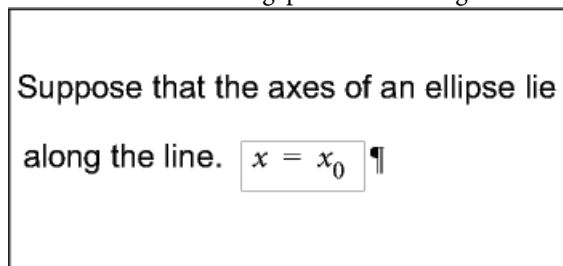 Suppose that the axes of an ellipse lie
along the line. x = x₀ ¶